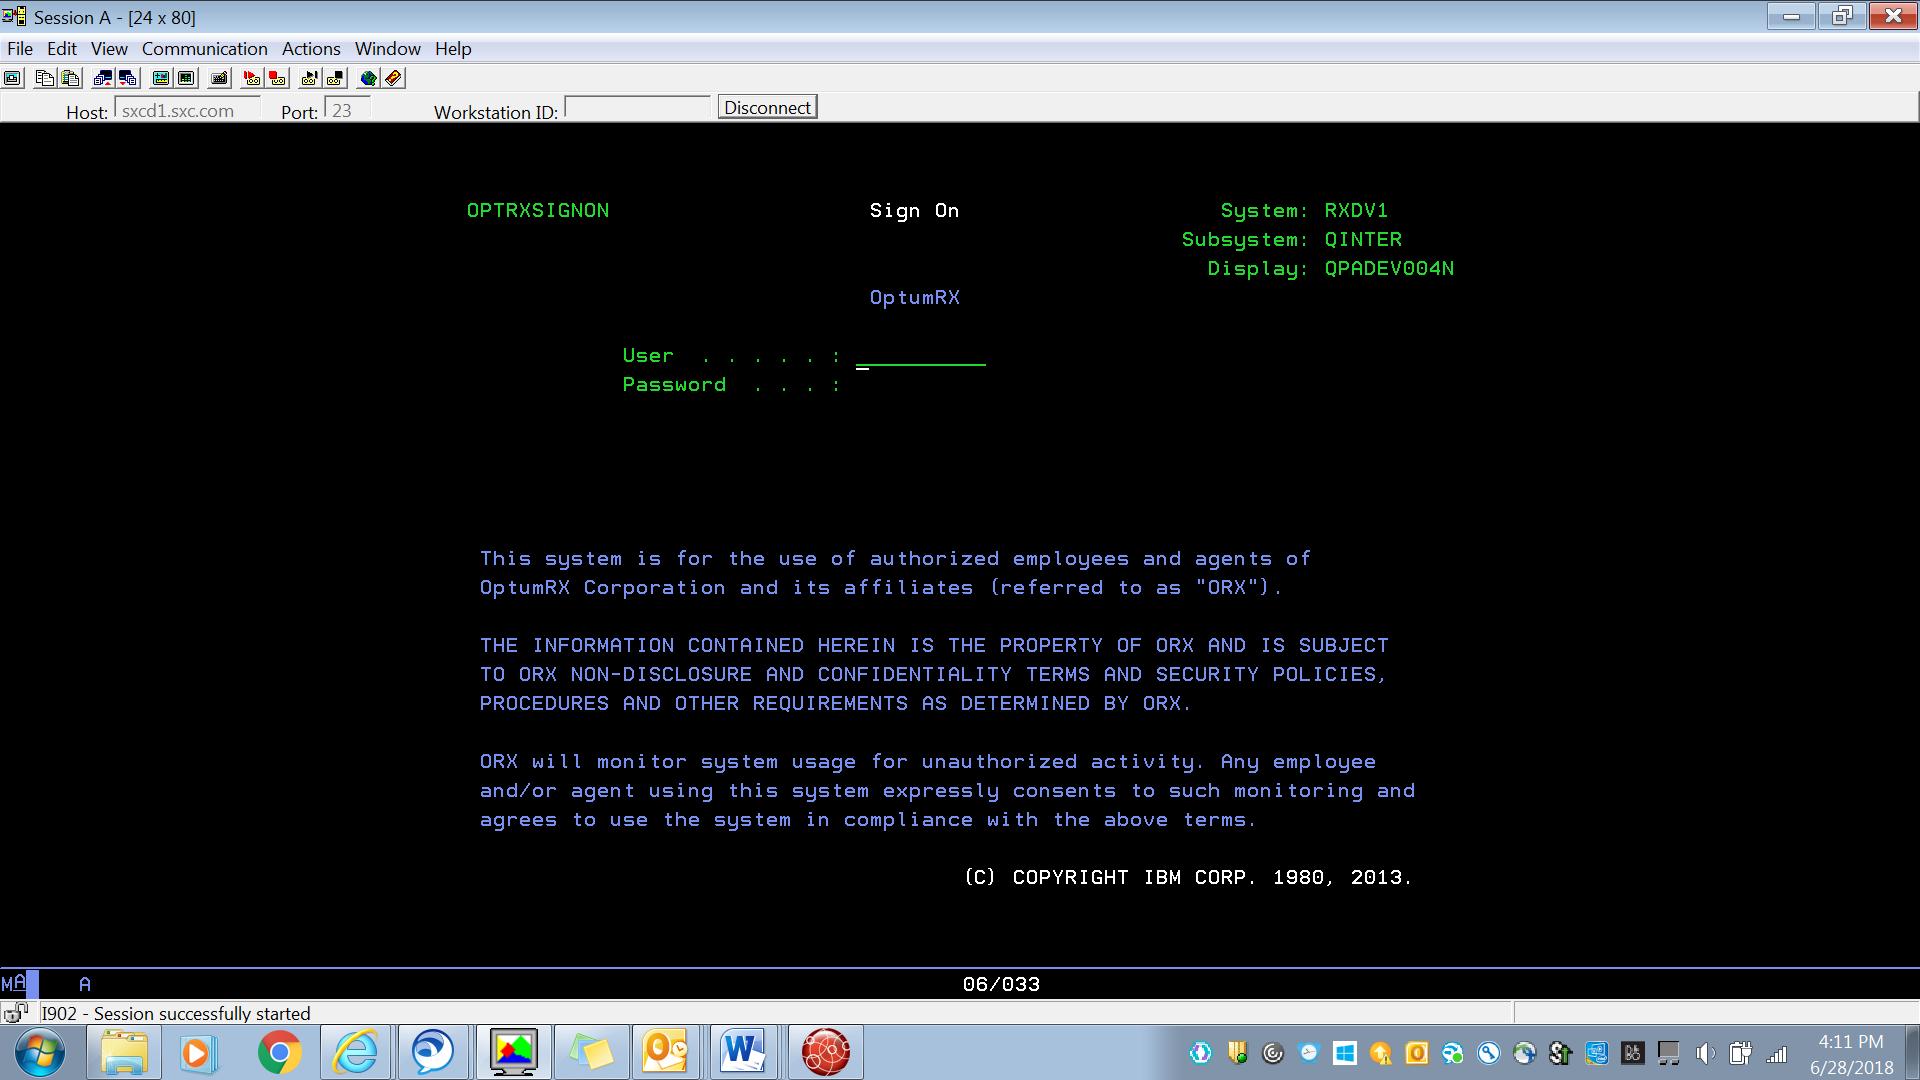 Session A - [24 x 80]
File Edit View Communication Actions Window Help
Host: sxcd1.sxc.com Port: 23 Workstation ID: Disconnect
OPTRXSIGNON Sign On System: RXDV1
Subsystem: QINTER
Display: QPADEV004N
OptumRX
User . . . . . :
Password . . . :
This system is for the use of authorized employees and agents of
OptumRX Corporation and its affiliates (referred to as "ORX").
THE INFORMATION CONTAINED HEREIN IS THE PROPERTY OF ORX AND IS SUBJECT
TO ORX NON-DISCLOSURE AND CONFIDENTIALITY TERMS AND SECURITY POLICIES,
PROCEDURES AND OTHER REQUIREMENTS AS DETERMINED BY ORX.
ORX will monitor system usage for unauthorized activity. Any employee
and/or agent using this system expressly consents to such monitoring and
agrees to use the system in compliance with the above terms.
(C) COPYRIGHT IBM CORP. 1980, 2013.
MA A 06/033
I902 - Session successfully started
4:11 PM
6/28/2018